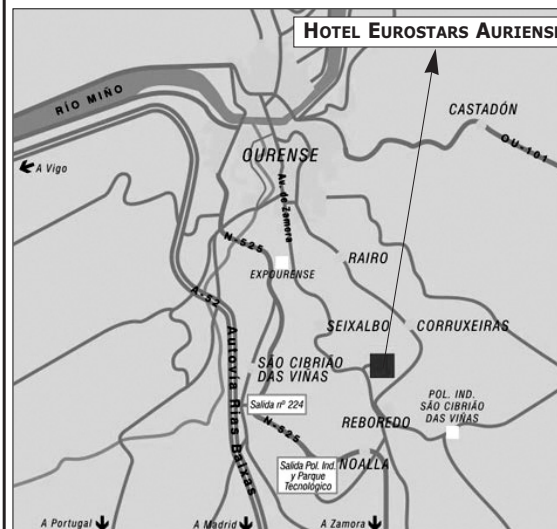 HOTEL EUROSTARS AURIENSE
RÍO MIÑO
CASTADÓN
OU-101
OURENSE
A Vigo
Av. de Zamora
N-525
EXPOURENSE
RAIRO
A-52
Autovía Rias Baixas
SEIXALBO
CORRUXEIRAS
SÃO CIBRIÃO
DAS VIÑAS
POL. IND.
SÃO CIBRIÃO
DAS VIÑAS
Salida nº 224
REBOREDO
N-525
NOALLA
Salida Pol. Ind.
y Parque
Tecnológico
A Portugal
A Madrid
A Zamora